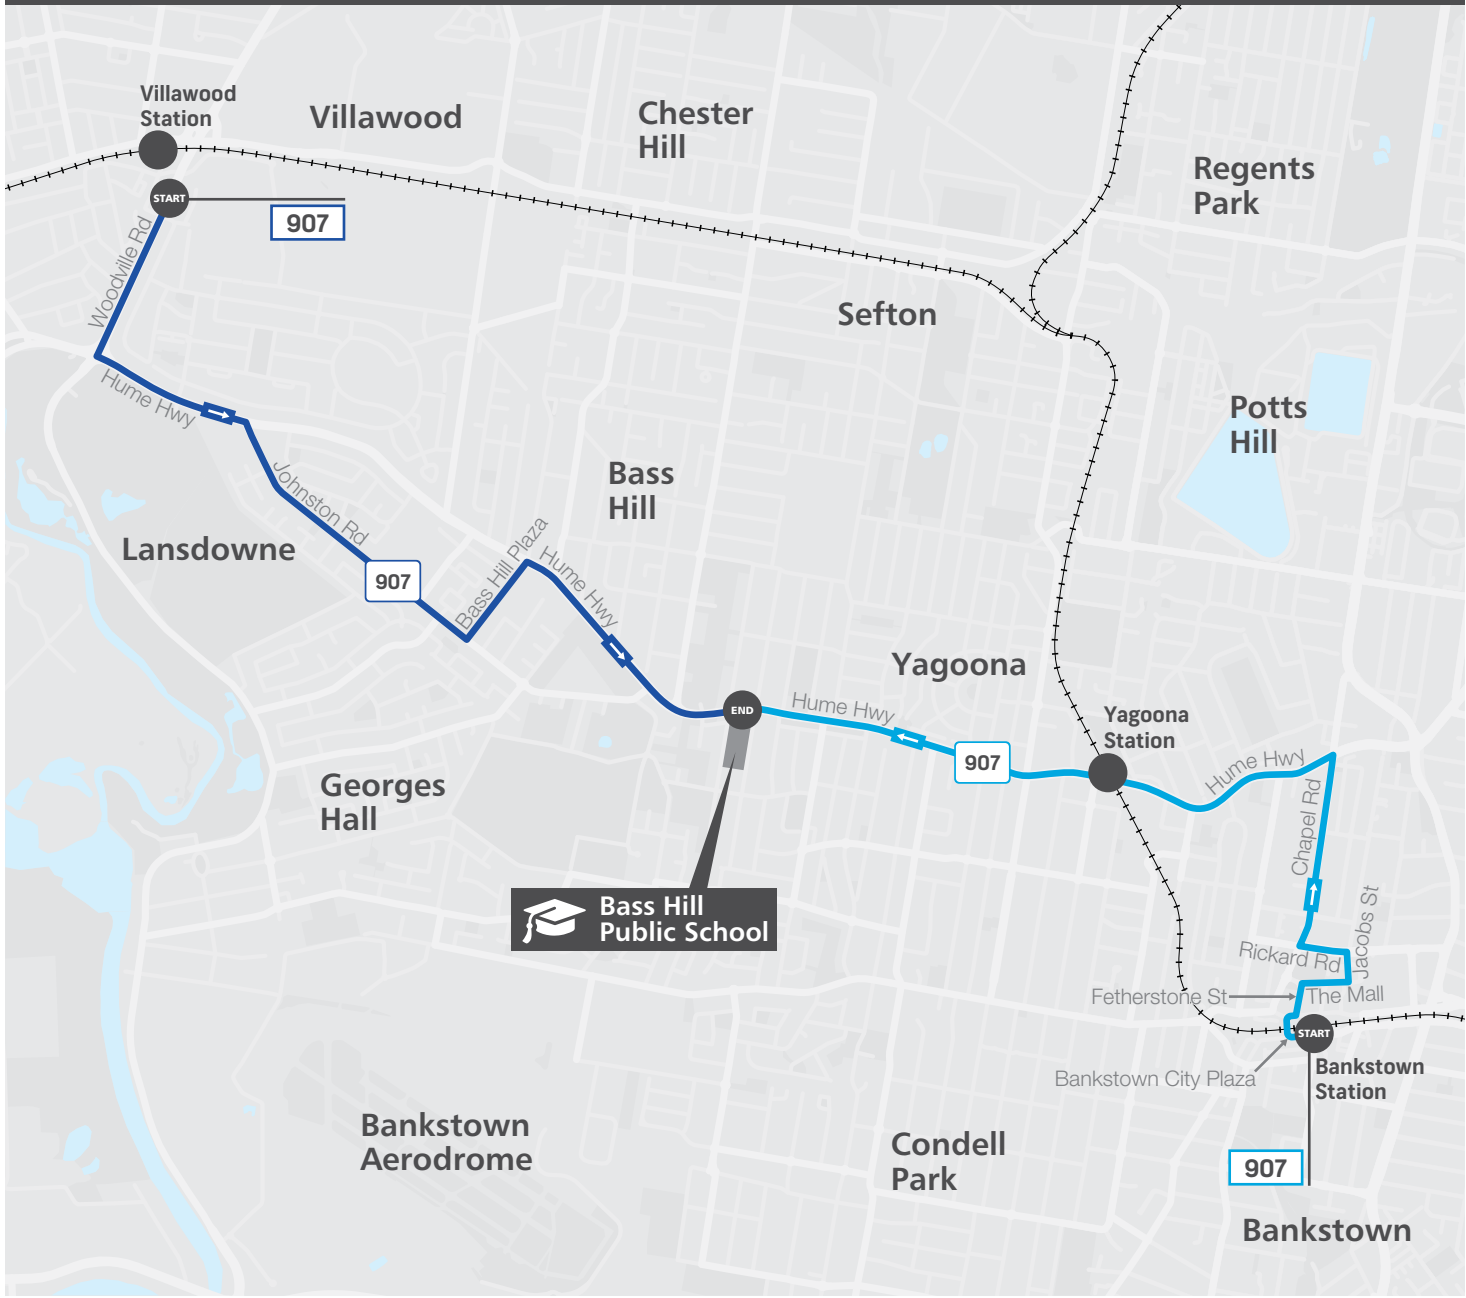 Villawood
Station
Villawood
Chester
Hill
Regents
Park
START
907
Woodville Rd
Sefton
Hume Hwy
Potts
Hill
Bass
Hill
Johnston Rd
Lansdowne
907
Bass Hill Plaza
Hume Hwy
Yagoona
END
Hume Hwy
Yagoona
Station
907
Hume Hwy
Georges
Hall
Chapel Rd
Bass Hill
Public School
Jacobs St
Rickard Rd
Fetherstone St
The Mall
START
Bankstown City Plaza
Bankstown
Station
Bankstown
Aerodrome
Condell
Park
907
Bankstown